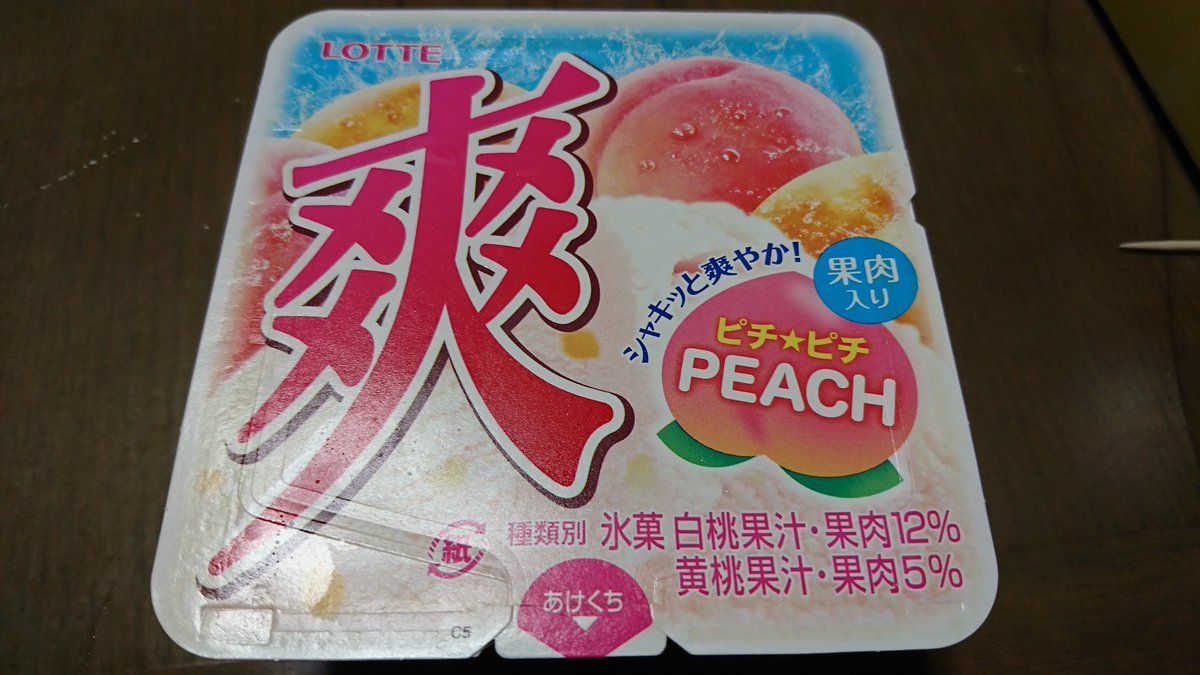 LOTTE
爽
シャキッと爽やか!
果肉
入り
ピチ★ピチ
PEACH
紙
種類別 氷菓 白桃果汁・果肉12%
黄桃果汁・果肉5%
あけくち
C5